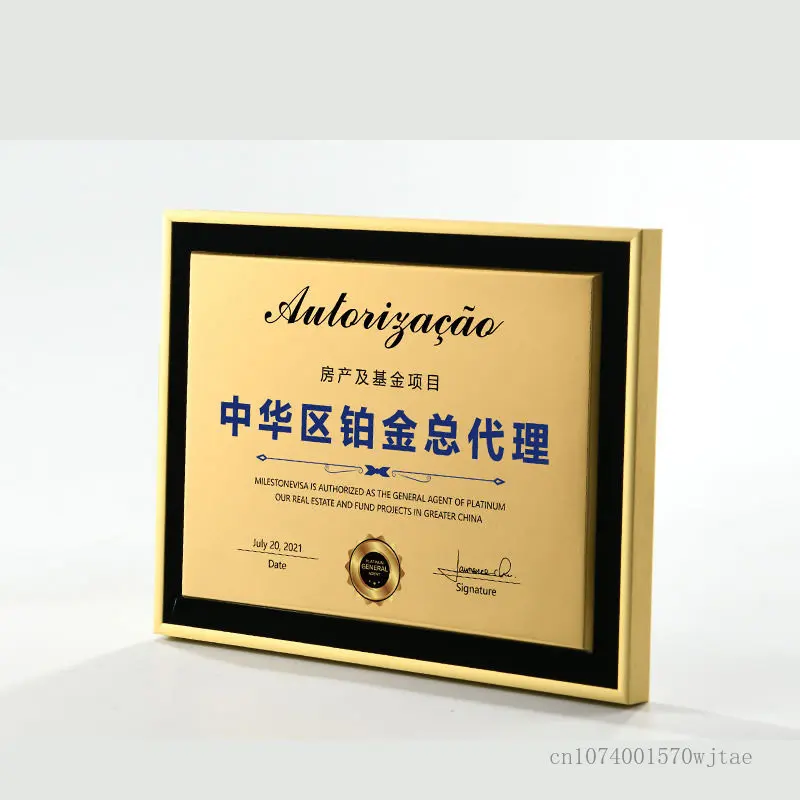 Autorização
房产及基金项目
中华区铂金总代理
MILESTONEVISA IS AUTHORIZED AS THE GENERAL AGENT OF PLATINUM
OUR REAL ESTATE AND FUND PROJECTS IN GREATER CHINA
July 20, 2021
Date
PLATINUM
GENERAL
AGENT
Signature
cn1074001570wjtae